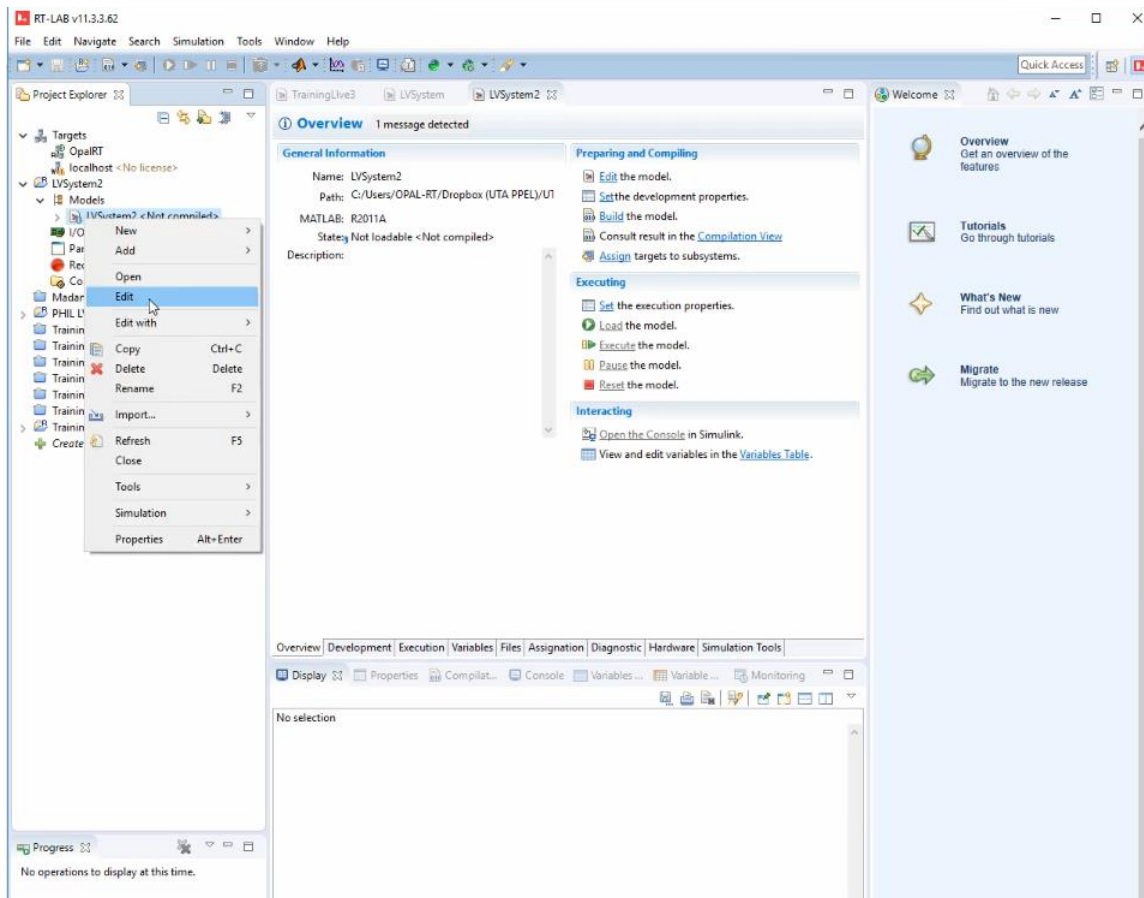 RT-LAB v11.3.3.62
File Edit Navigate Search Simulation Tools Window Help
Quick Access
Project Explorer
Targets
OpalRT
localhost <No license>
LVSystem2
Models
LVSystem2 <Not compiled>
I/O
Par
Rec
Co
Madar
PHIL L
Trainin
Trainin
Trainin
Trainin
Trainin
Trainin
Trainin
Create
New
Add
Open
Edit
Edit with
Copy Ctrl+C
Delete Delete
Rename F2
Import...
Refresh F5
Close
Tools
Simulation
Properties Alt+Enter
TrainingLive3 LVSystem LVSystem2
Overview 1 message detected
General Information
Name: LVSystem2
Path: C:/Users/OPAL-RT/Dropbox (UTA PPEL)/UT
MATLAB: R2011A
State: Not loadable <Not compiled>
Description:
Preparing and Compiling
Edit the model.
Set the development properties.
Build the model.
Consult result in the Compilation View
Assign targets to subsystems.
Executing
Set the execution properties.
Load the model.
Execute the model.
Pause the model.
Reset the model.
Interacting
Open the Console in Simulink.
View and edit variables in the Variables Table.
Overview Development Execution Variables Files Assignation Diagnostic Hardware Simulation Tools
Display Properties Compilat... Console Variables ... Variable ... Monitoring
No selection
Welcome
Overview
Get an overview of the
features
Tutorials
Go through tutorials
What's New
Find out what is new
Migrate
Migrate to the new release
Progress
No operations to display at this time.